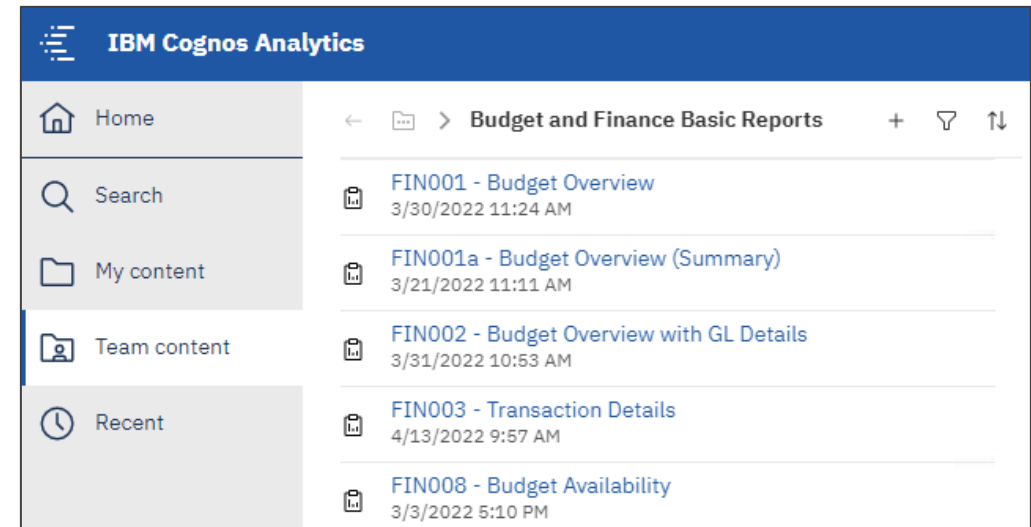 IBM Cognos Analytics
Home
Search
My content
Team content
Recent
Budget and Finance Basic Reports
FIN001 - Budget Overview
3/30/2022 11:24 AM
FIN001a - Budget Overview (Summary)
3/21/2022 11:11 AM
FIN002 - Budget Overview with GL Details
3/31/2022 10:53 AM
FIN003 - Transaction Details
4/13/2022 9:57 AM
FIN008 - Budget Availability
3/3/2022 5:10 PM